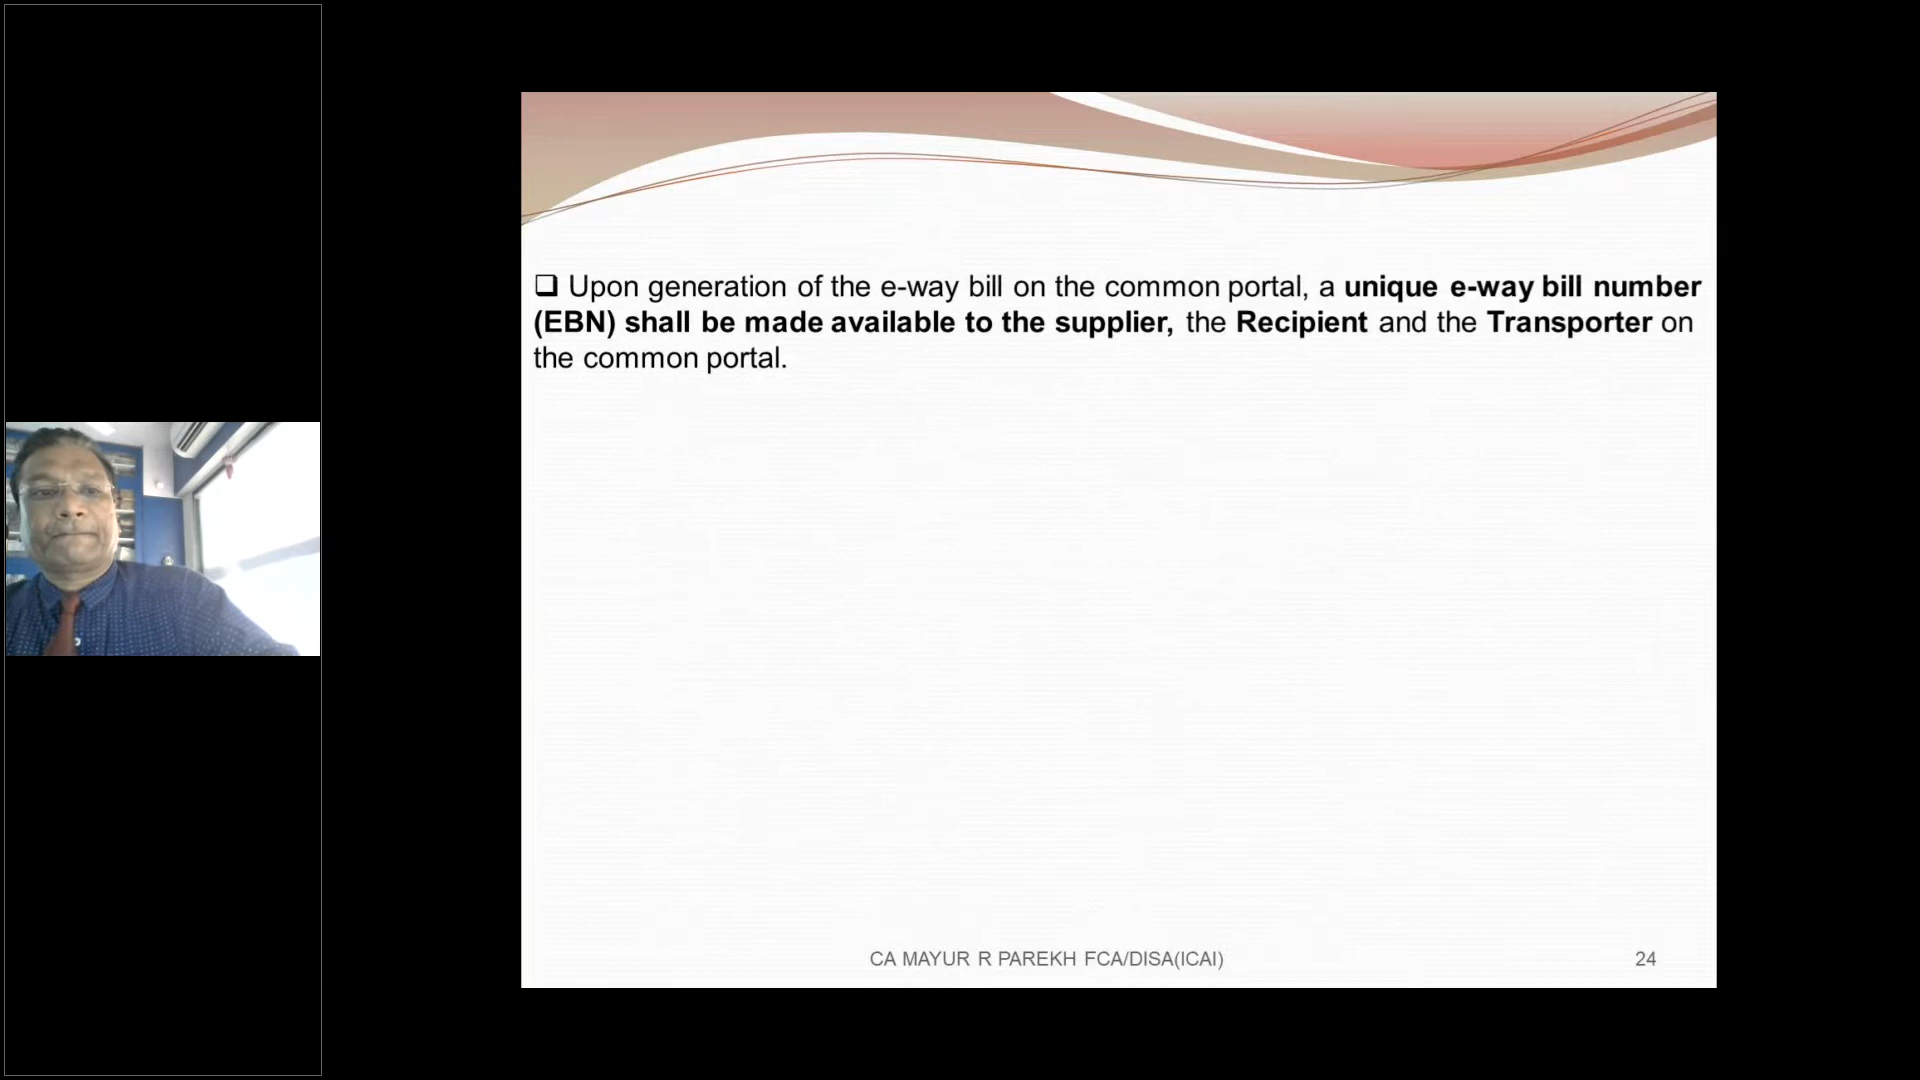 ❑ Upon generation of the e-way bill on the common portal, a unique e-way bill number
(EBN) shall be made available to the supplier, the Recipient and the Transporter on
the common portal.
CA MAYUR R PAREKH FCA/DISA(ICAI)
24